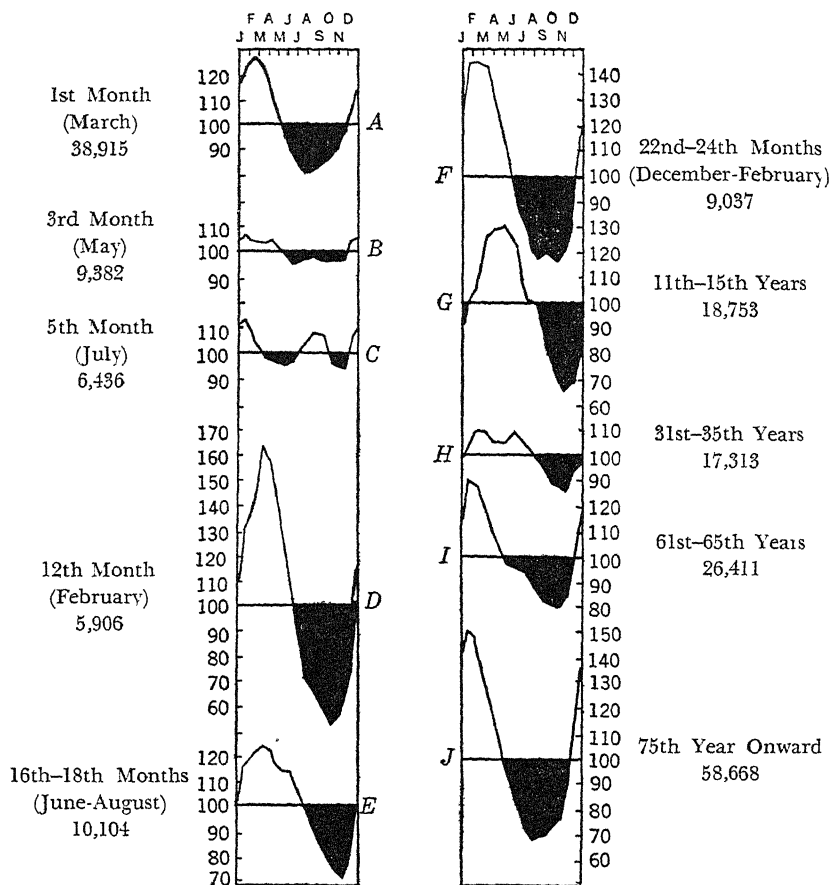 F A J A O D
J M M J S N
120
110
100
90
1st Month
(March)
38,915
A
110
100
90
3rd Month
(May)
9,382
B
110
100
90
5th Month
(July)
6,436
C
170
160
150
140
130
120
110
100
90
80
70
60
12th Month
(February)
5,906
D
120
110
100
90
80
70
16th–18th Months
(June-August)
10,104
E
F A J A O D
J M M J S N
140
130
120
110
100
90
F
22nd–24th Months
(December-February)
9,037
130
120
110
100
90
80
70
60
G
11th–15th Years
18,753
110
100
90
H
31st–35th Years
17,313
120
110
100
90
80
I
61st–65th Years
26,411
150
140
130
120
110
100
90
80
70
60
J
75th Year Onward
58,668